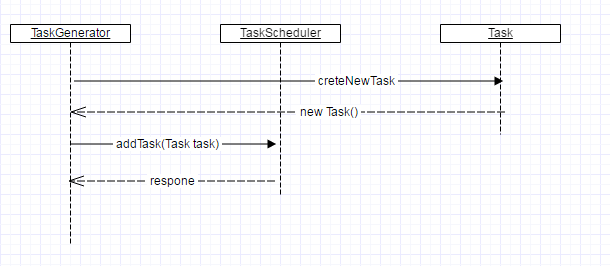 TaskGenerator TaskScheduler Task
creteNewTask
new Task()
addTask(Task task)
respone